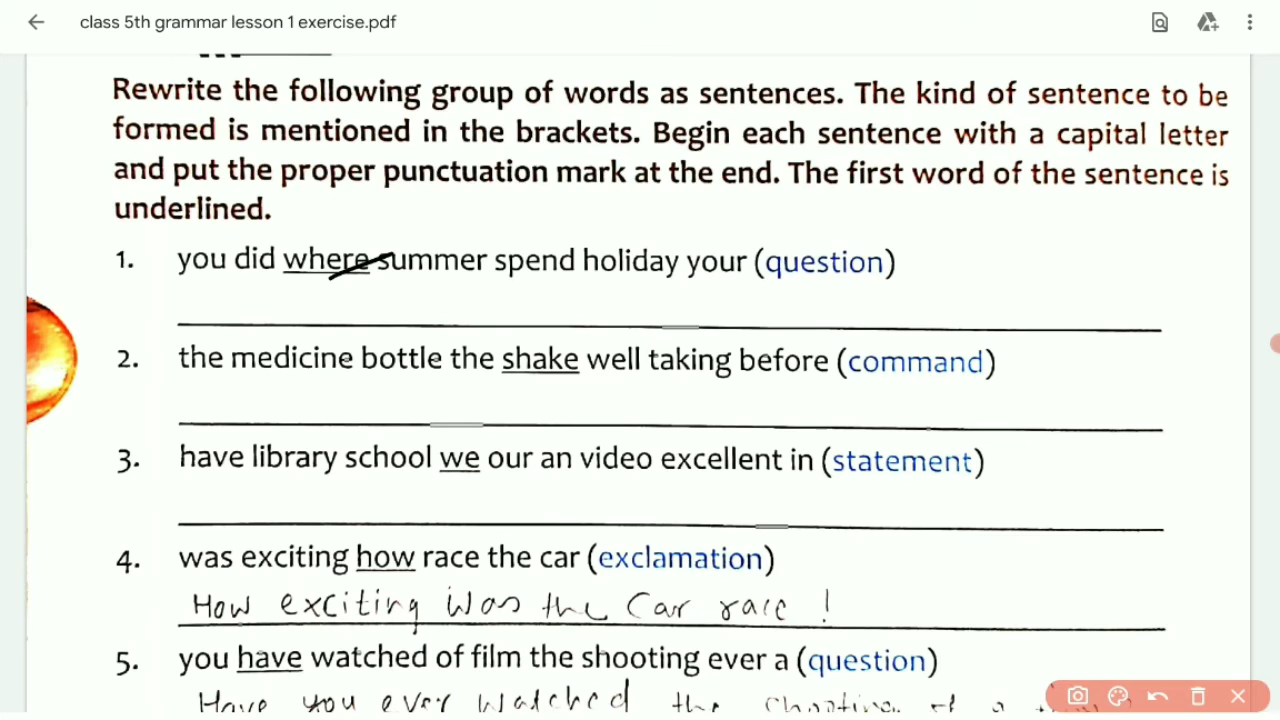 class 5th grammar lesson 1 exercise.pdf
Rewrite the following group of words as sentences. The kind of sentence to be
formed is mentioned in the brackets. Begin each sentence with a capital letter
and put the proper punctuation mark at the end. The first word of the sentence is
underlined.
1. you did where summer spend holiday your (question)
2. the medicine bottle the shake well taking before (command)
3. have library school we our an video excellent in (statement)
4. was exciting how race the car (exclamation)
How exciting was the Car race !
5. you have watched of film the shooting ever a (question)
Have you ever watched the shooting of a